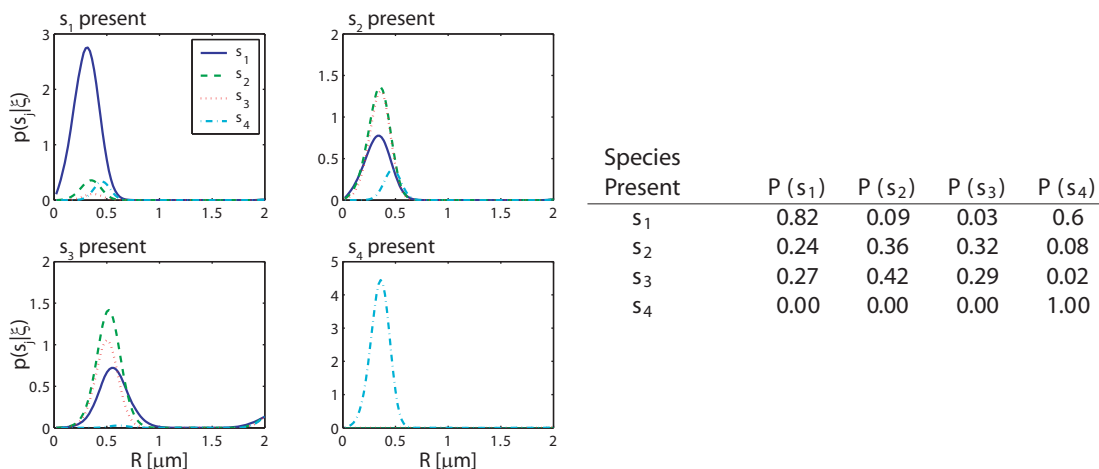 s1 present
3
2
1
0
0 0.5 1 1.5 2
p(sj|ξ)
s1
s2
s3
s4
s2 present
2
1.5
1
0.5
0
0 0.5 1 1.5 2
s3 present
2
1.5
1
0.5
0
0 0.5 1 1.5 2
p(sj|ξ)
R [μm]
s4 present
5
4
3
2
1
0
0 0.5 1 1.5 2
R [μm]
Species
Present P (s1) P (s2) P (s3) P (s4)
s1 0.82 0.09 0.03 0.6
s2 0.24 0.36 0.32 0.08
s3 0.27 0.42 0.29 0.02
s4 0.00 0.00 0.00 1.00